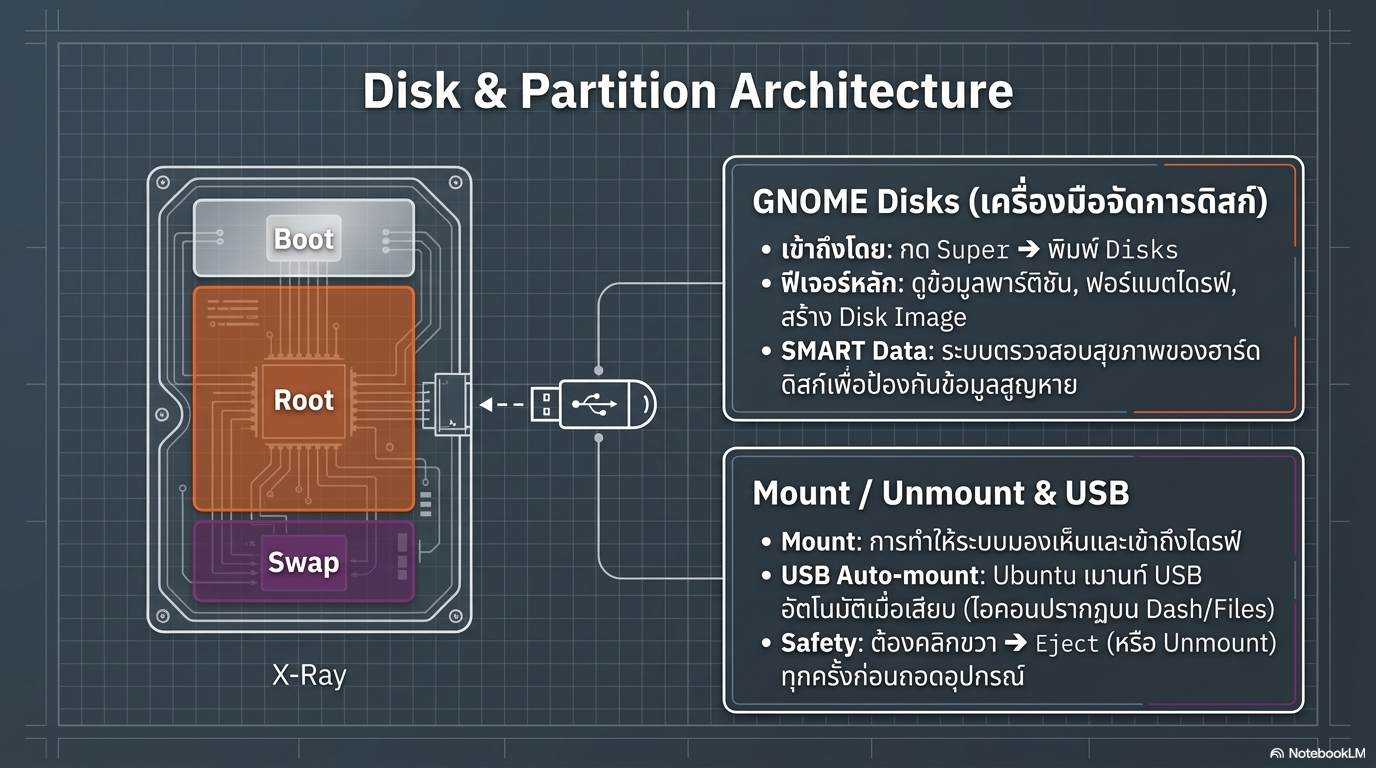 Disk & Partition Architecture
Boot
Root
Swap
X-Ray
GNOME Disks (เครื่องมือจัดการดิสก์)
• เข้าถึงโดย: กด Super ➔ พิมพ์ Disks
• ฟีเจอร์หลัก: ดูข้อมูลพาร์ติชัน, ฟอร์แมตไดรฟ์,
สร้าง Disk Image
• SMART Data: ระบบตรวจสอบสุขภาพของฮาร์ด
ดิสก์เพื่อป้องกันข้อมูลสูญหาย
Mount / Unmount & USB
• Mount: การทำให้ระบบมองเห็นและเข้าถึงไดรฟ์
• USB Auto-mount: Ubuntu เมานท์ USB
อัตโนมัติเมื่อเสียบ (ไอคอนปรากฏบน Dash/Files)
• Safety: ต้องคลิกขวา ➔ Eject (หรือ Unmount)
ทุกครั้งก่อนถอดอุปกรณ์
NotebookLM